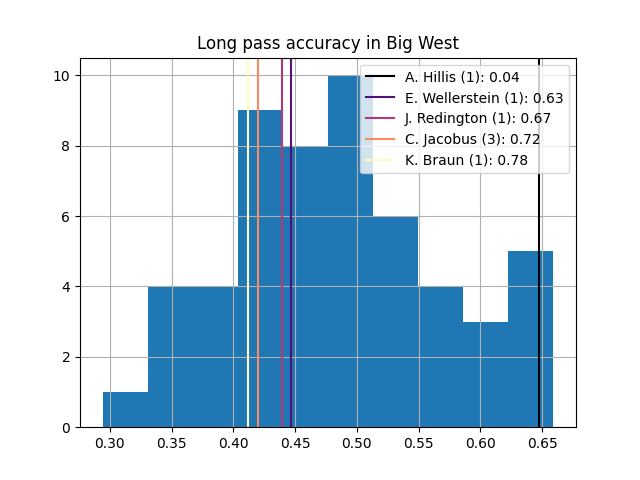 Long pass accuracy in Big West
A. Hillis (1): 0.04
E. Wellerstein (1): 0.63
J. Redington (1): 0.67
C. Jacobus (3): 0.72
K. Braun (1): 0.78
10
8
6
4
2
0
0.30 0.35 0.40 0.45 0.50 0.55 0.60 0.65